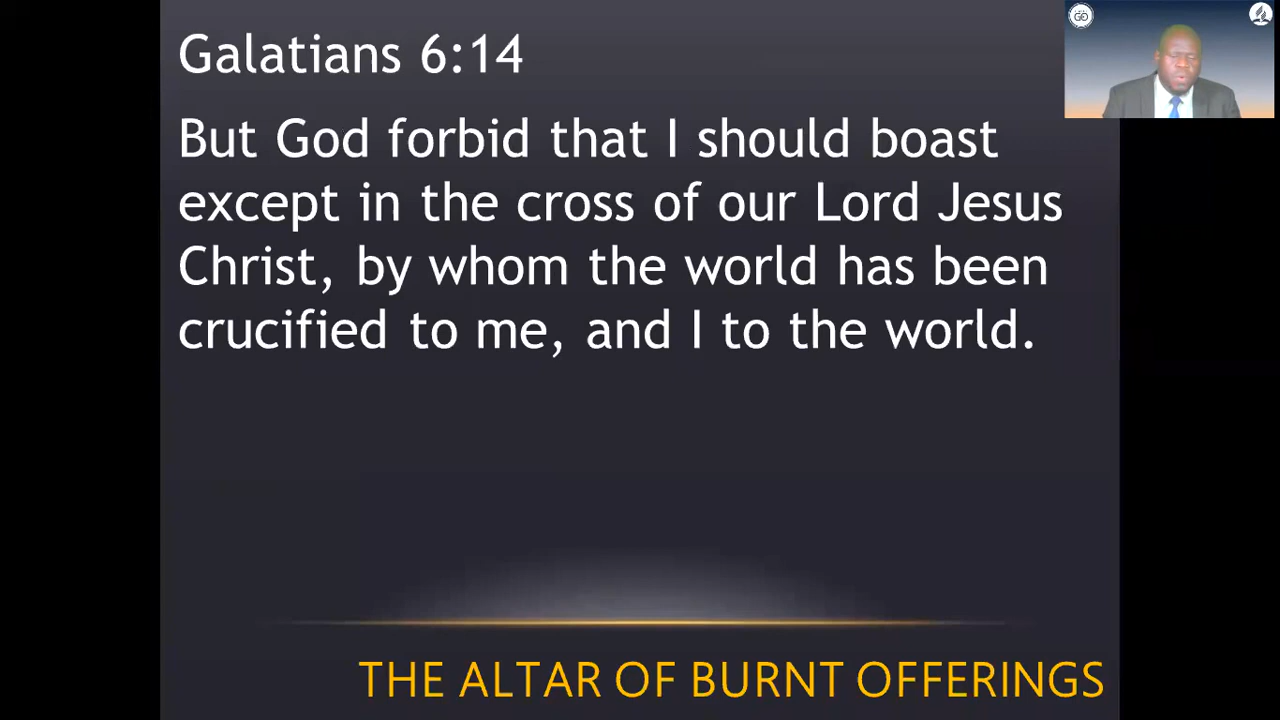 Galatians 6:14
But God forbid that I should boast
except in the cross of our Lord Jesus
Christ, by whom the world has been
crucified to me, and I to the world.
THE ALTAR OF BURNT OFFERINGS
GO